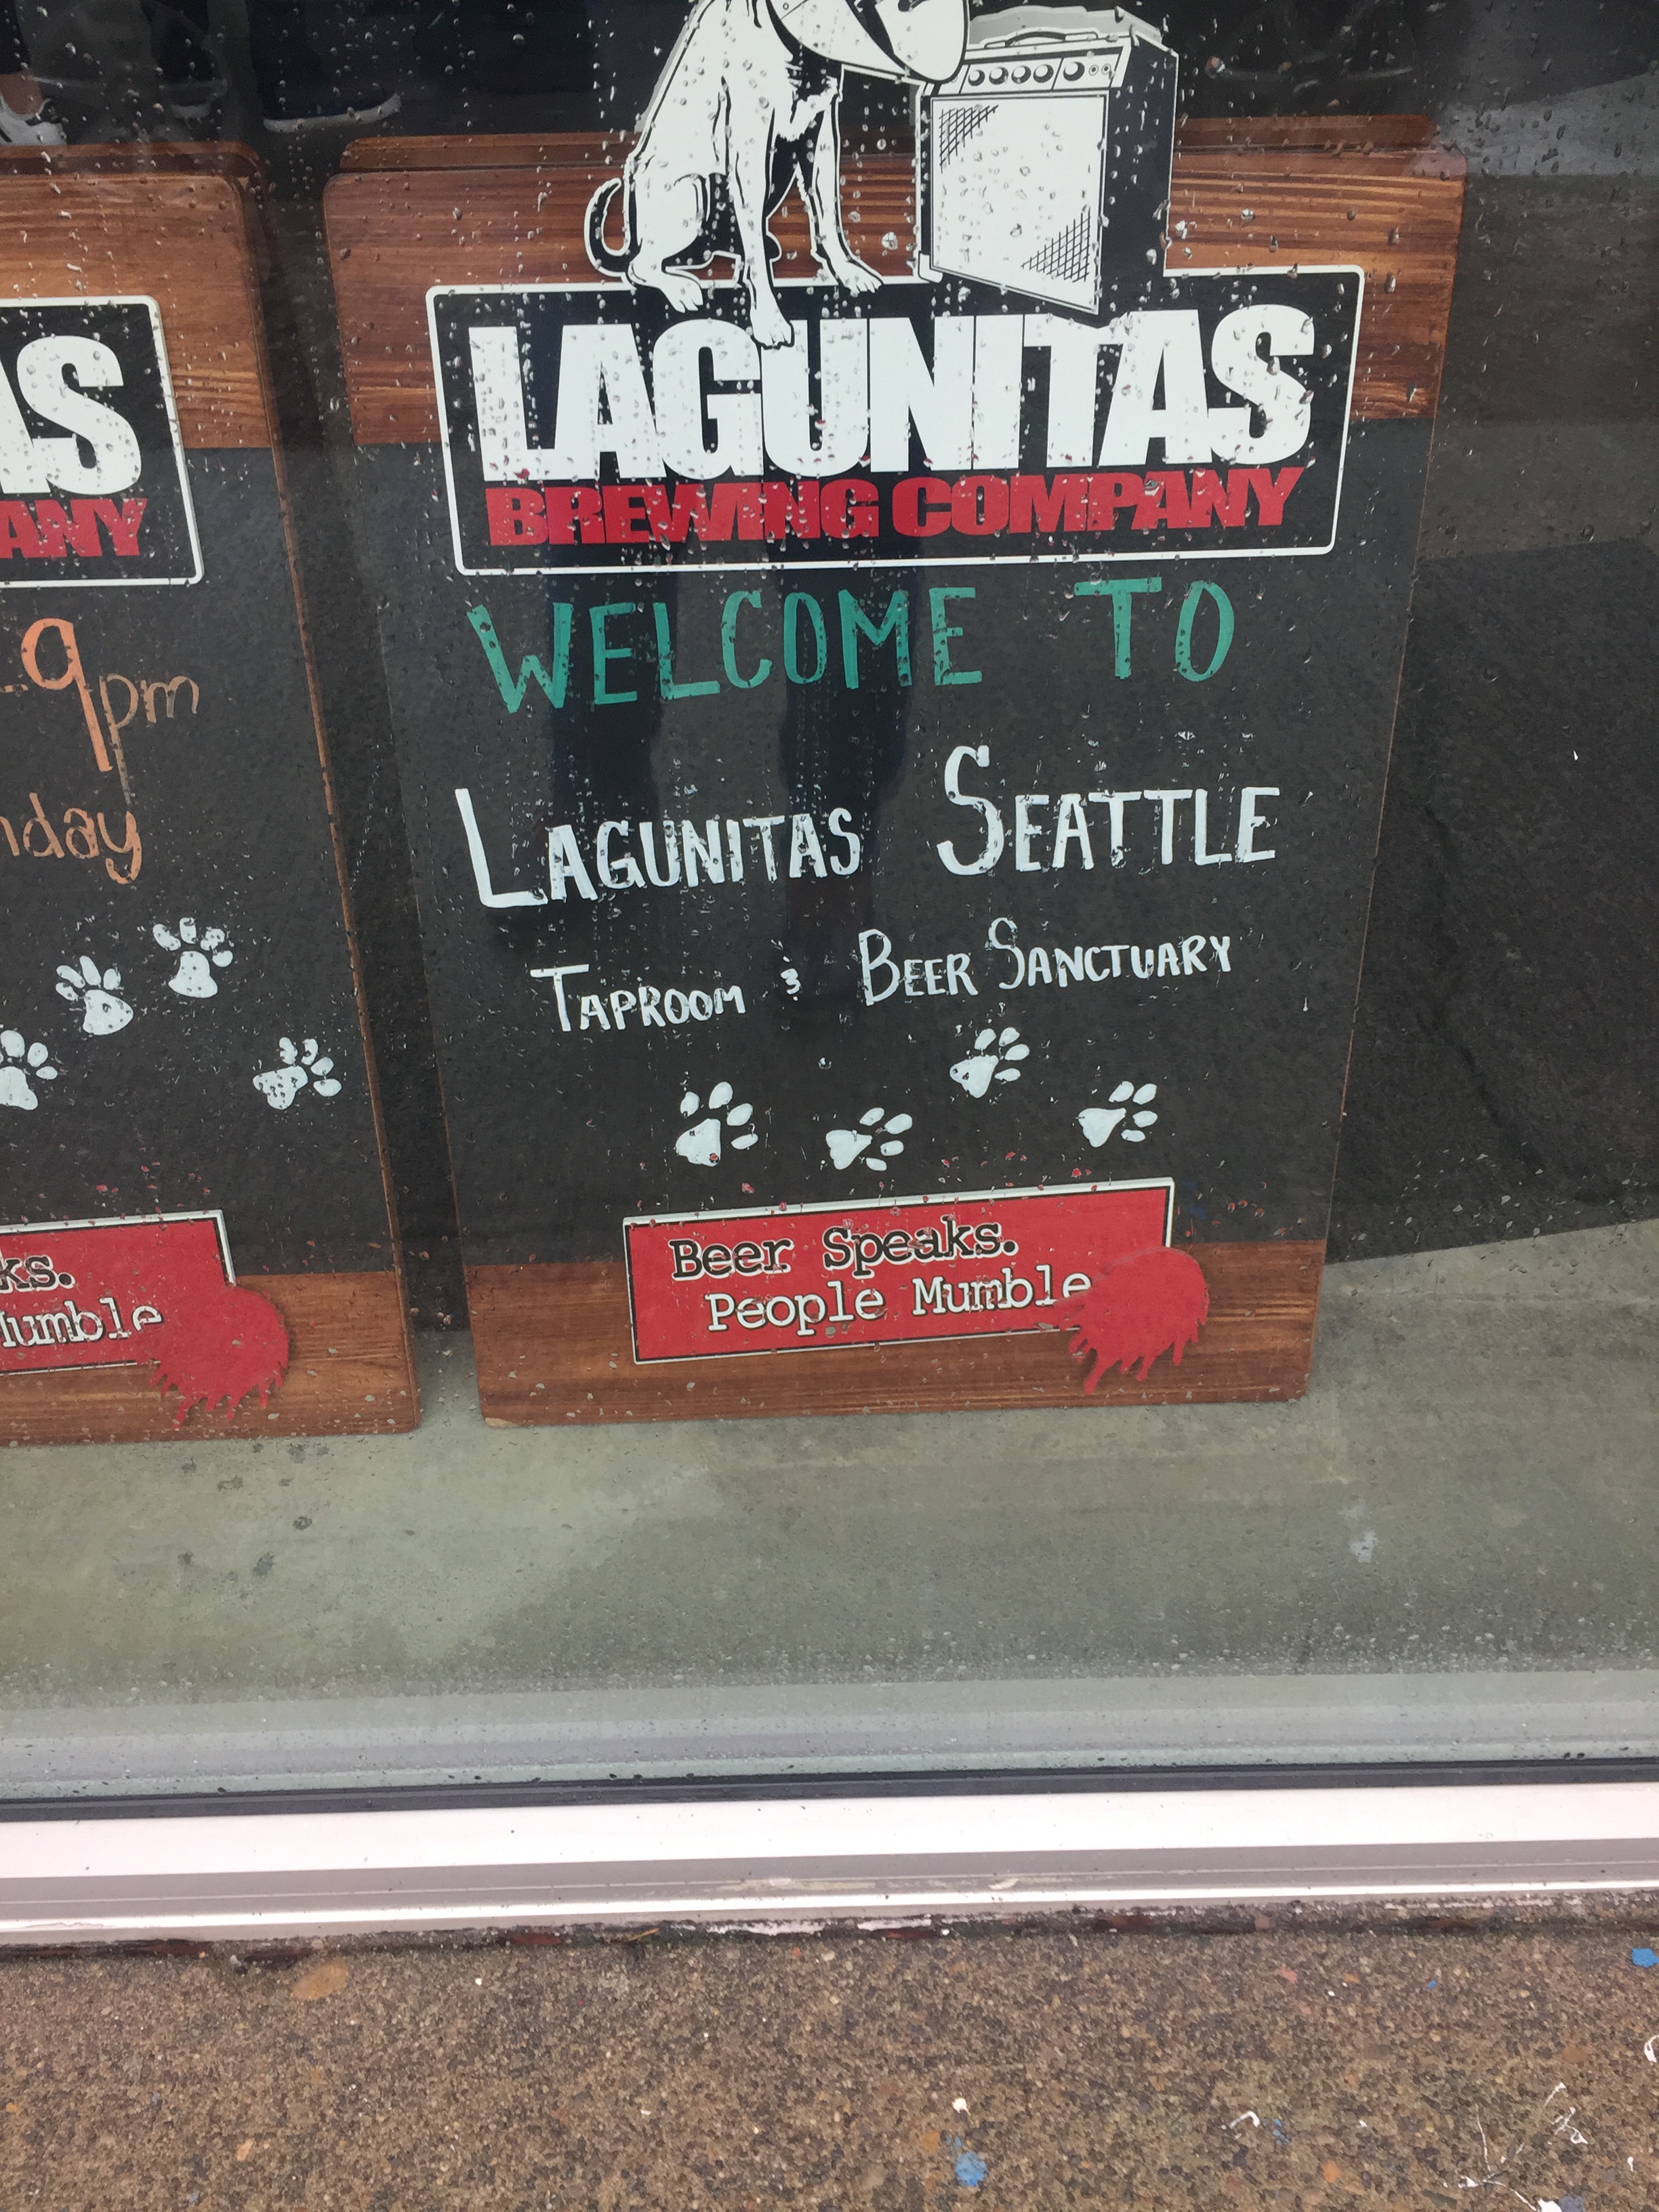 AS
ANY
9pm
day
ks.
umble
LAGUNITAS
BREWING COMPANY
WELCOME TO
LAGUNITAS SEATTLE
TAPROOM & BEER SANCTUARY
Beer Speaks.
People Mumble